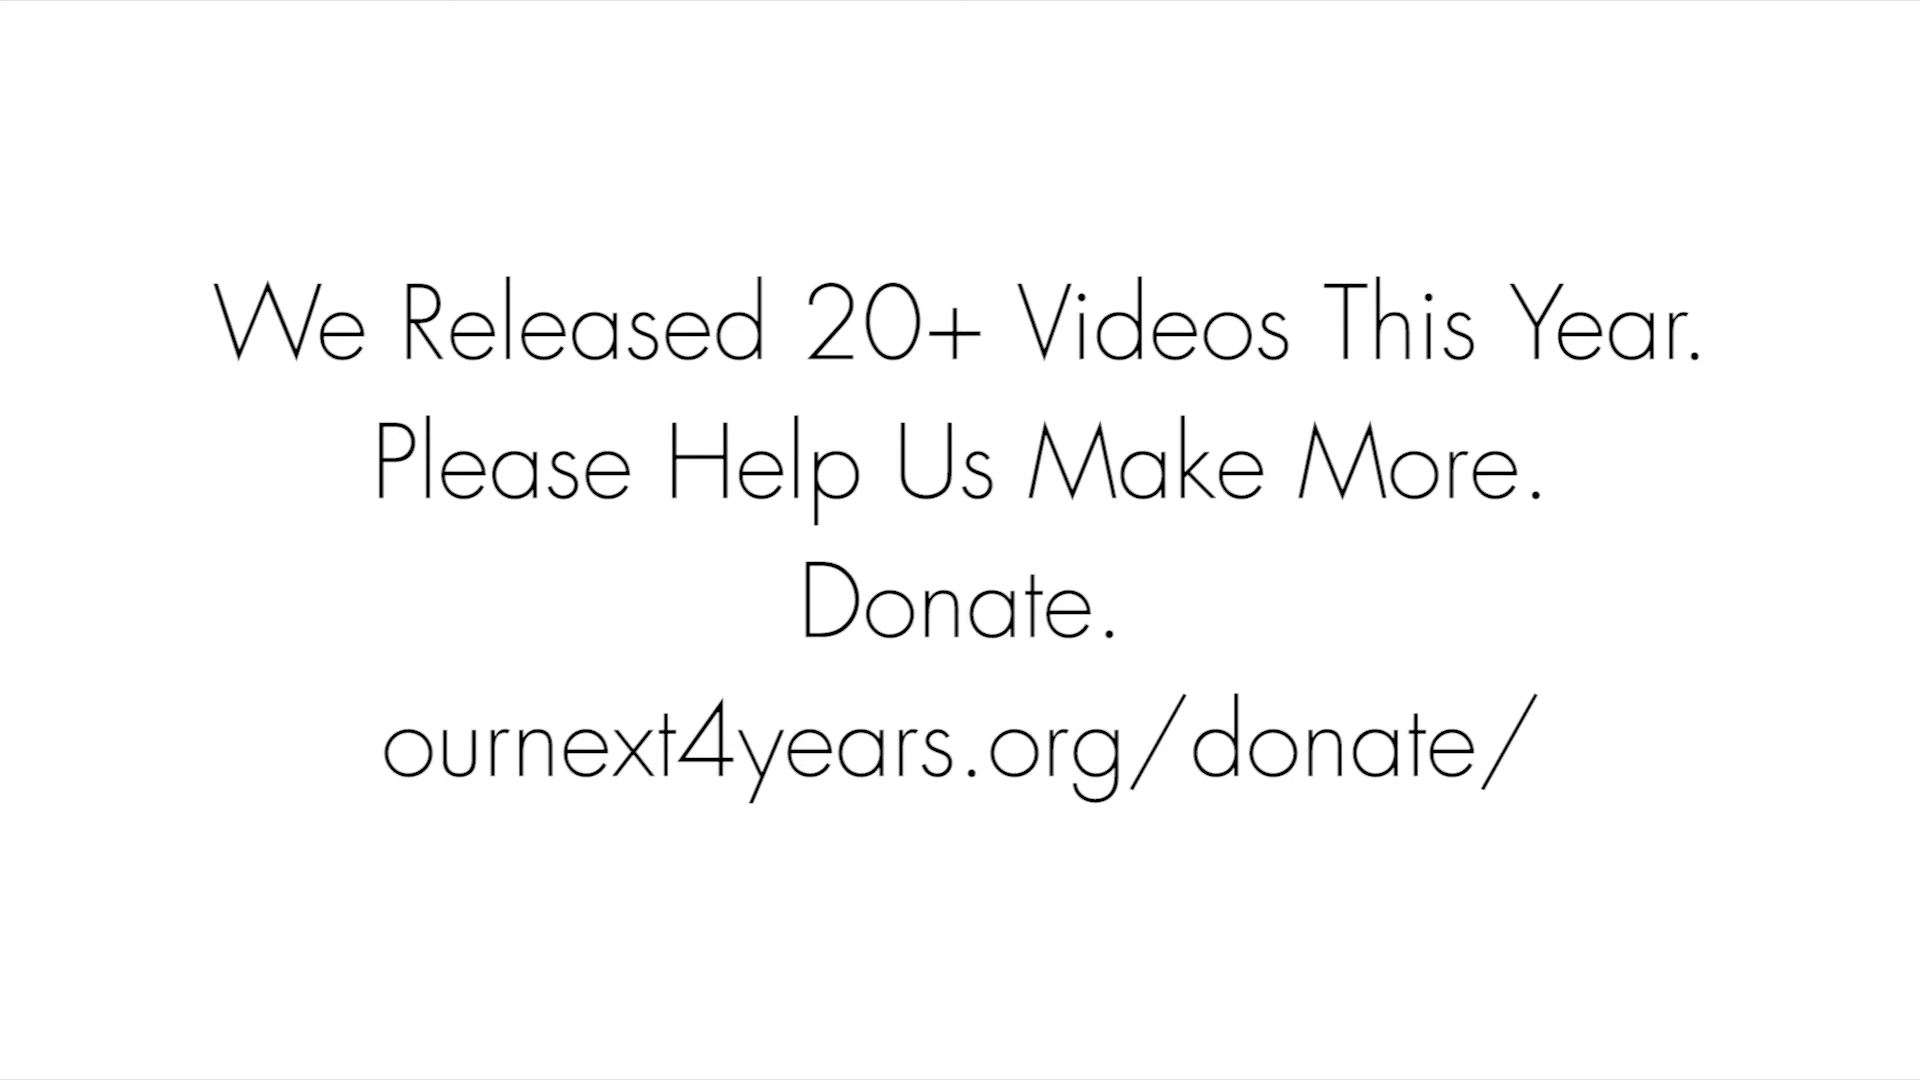 We Released 20+ Videos This Year.
Please Help Us Make More.
Donate.
ournext4years.org/donate/